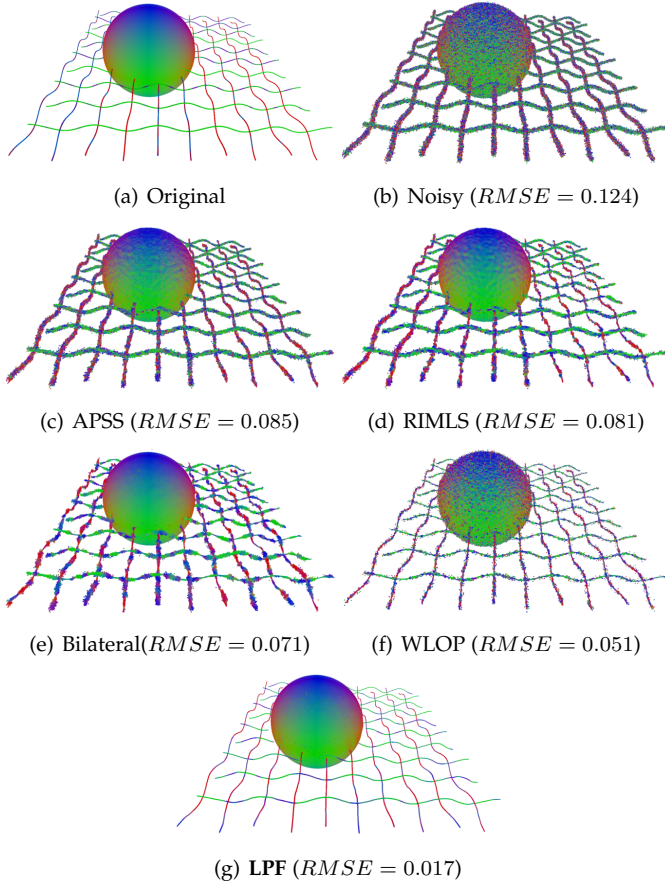 (a) Original
(b) Noisy (RMSE = 0.124)
(c) APSS (RMSE = 0.085)
(d) RIMLS (RMSE = 0.081)
(e) Bilateral(RMSE = 0.071)
(f) WLOP (RMSE = 0.051)
(g) LPF (RMSE = 0.017)